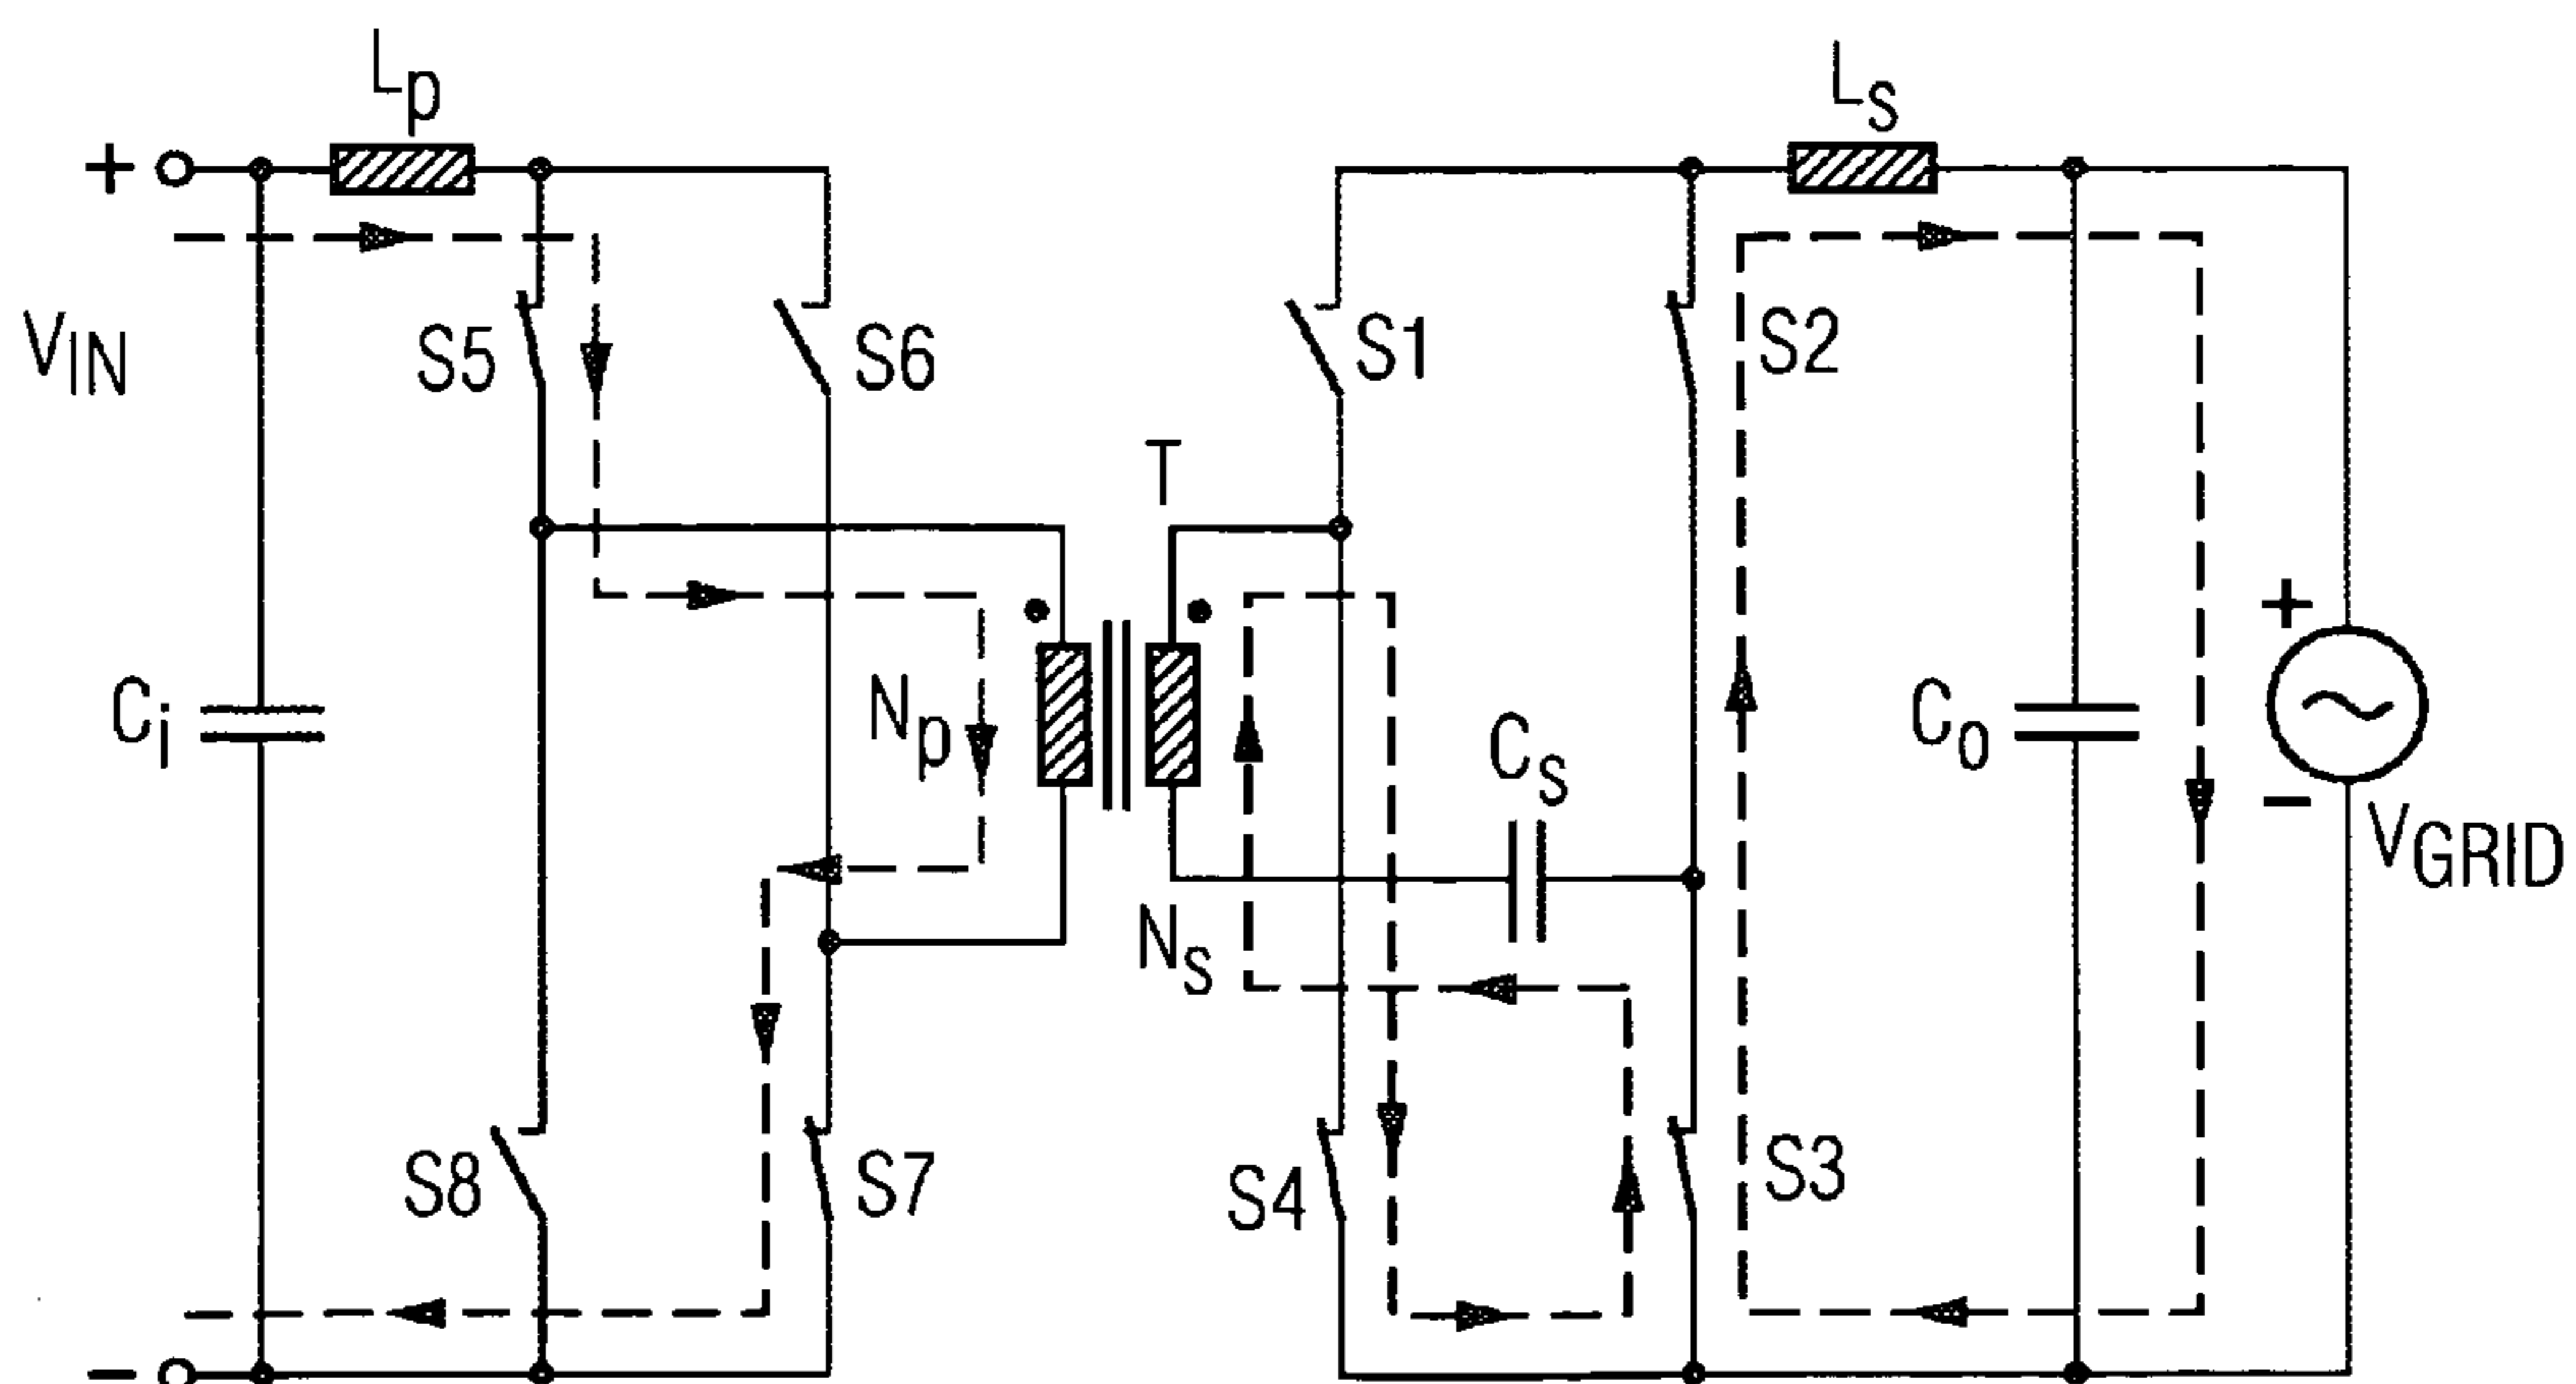 Lp
Ls
+
VIN
S5
S6
S1
S2
T
+
Ci
Np
Cs
Co
−
VGRID
Ns
S8
S7
S4
S3
−